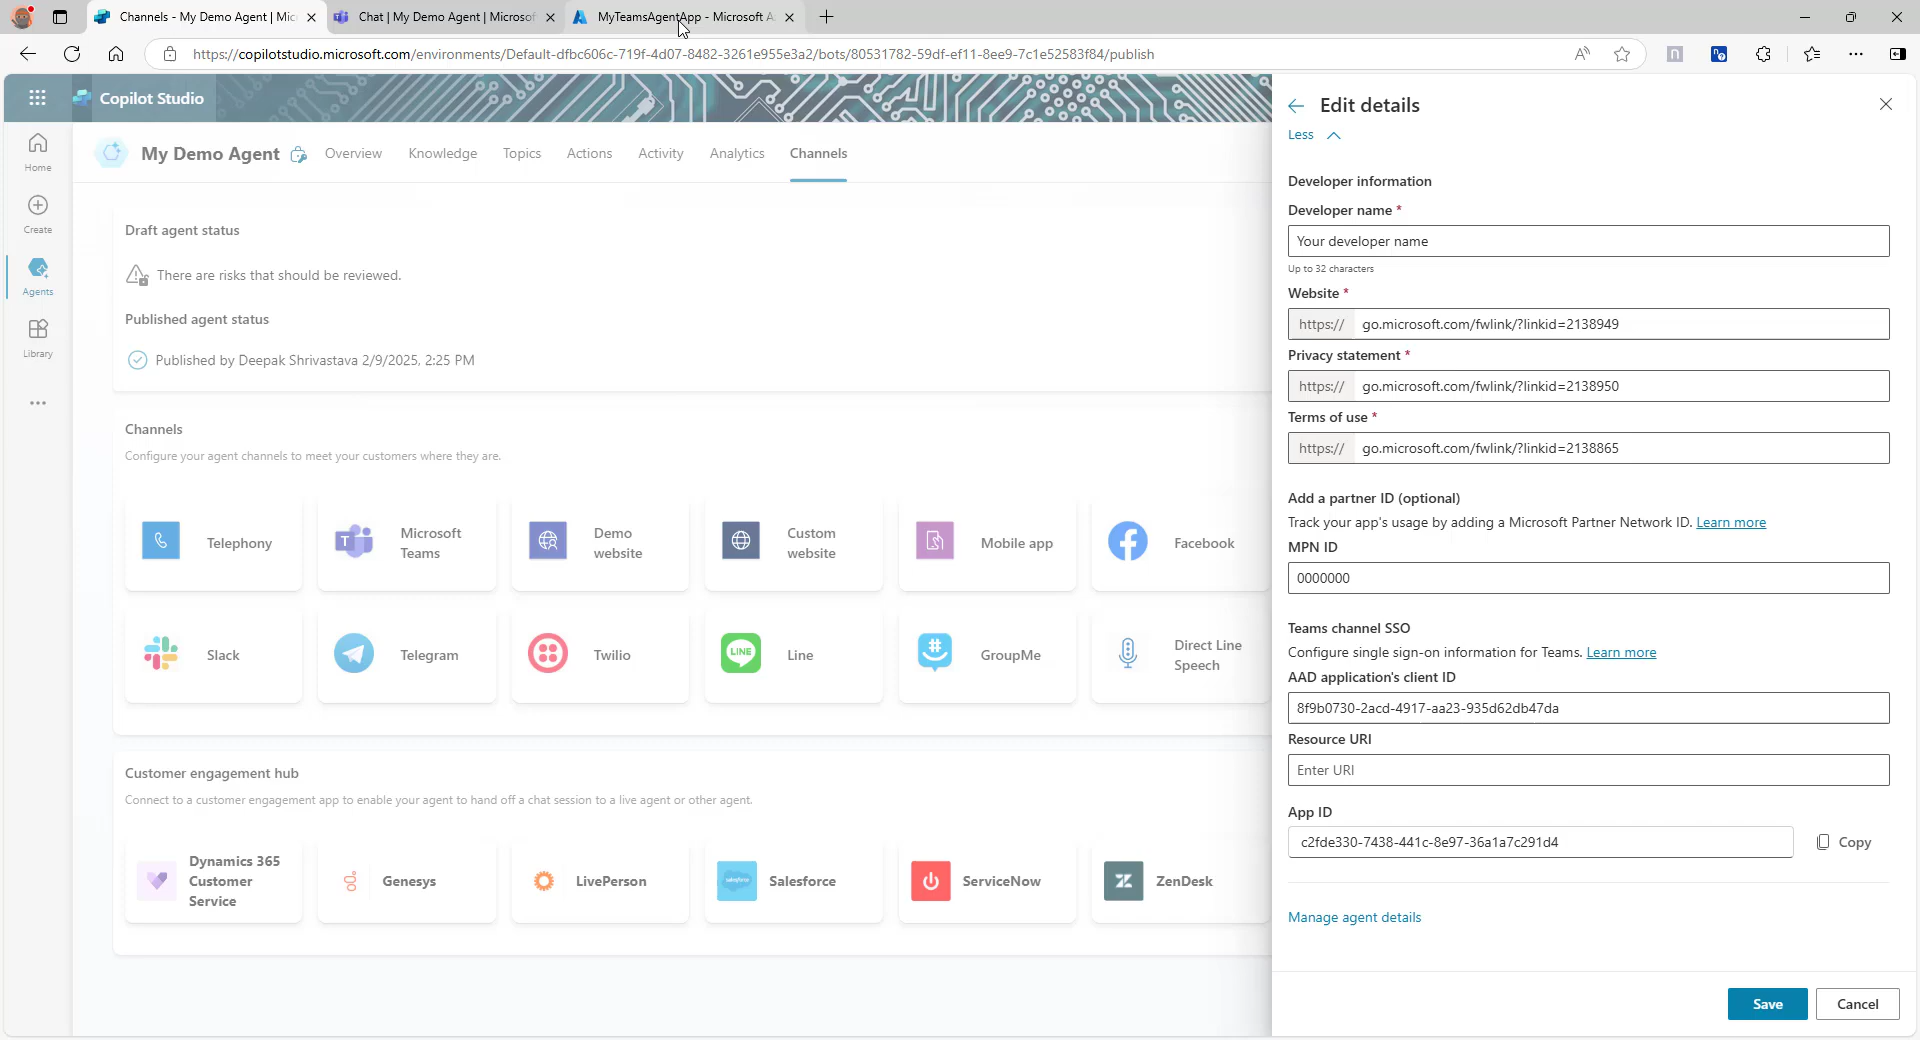 Channels - My Demo Agent | Mic
Chat | My Demo Agent | Microsof
MyTeamsAgentApp - Microsoft A
https://copilotstudio.microsoft.com/environments/Default-dfbc606c-719f-4d07-8482-3261e955e3a2/bots/80531782-59df-ef11-8ee9-7c1e52583f84/publish
Copilot Studio
Home
Create
Agents
Library
My Demo Agent
Overview
Knowledge
Topics
Actions
Activity
Analytics
Channels
Draft agent status
There are risks that should be reviewed.
Published agent status
Published by Deepak Shrivastava 2/9/2025, 2:25 PM
Channels
Configure your agent channels to meet your customers where they are.
Telephony
Microsoft
Teams
Demo
website
Custom
website
Mobile app
Facebook
Slack
Telegram
Twilio
LINE
Line
GroupMe
Direct Line
Speech
Customer engagement hub
Connect to a customer engagement app to enable your agent to hand off a chat session to a live agent or other agent.
Dynamics 365
Customer
Service
Genesys
LivePerson
salesforce
Salesforce
ServiceNow
ZenDesk
Edit details
Less
Developer information
Developer name *
Your developer name
Up to 32 characters
Website *
https:// go.microsoft.com/fwlink/?linkid=2138949
Privacy statement *
https:// go.microsoft.com/fwlink/?linkid=2138950
Terms of use *
https:// go.microsoft.com/fwlink/?linkid=2138865
Add a partner ID (optional)
Track your app's usage by adding a Microsoft Partner Network ID. Learn more
MPN ID
0000000
Teams channel SSO
Configure single sign-on information for Teams. Learn more
AAD application's client ID
8f9b0730-2acd-4917-aa23-935d62db47da
Resource URI
Enter URI
App ID
c2fde330-7438-441c-8e97-36a1a7c291d4
Copy
Manage agent details
Save
Cancel